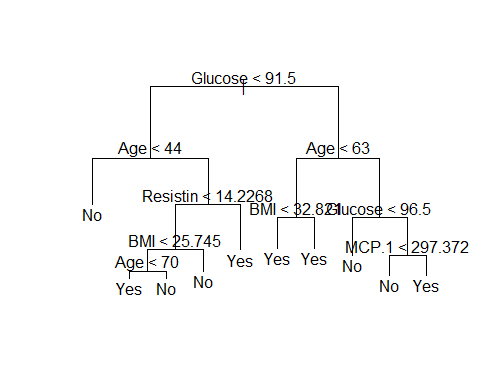 Glucose < 91.5
Age < 44
Age < 63
Resistin < 14.2268
BMI < 32.821
Glucose < 96.5
No
BMI < 25.745
MCP.1 < 297.372
Age < 70
Yes
Yes
Yes
No
Yes
No
No
No
Yes